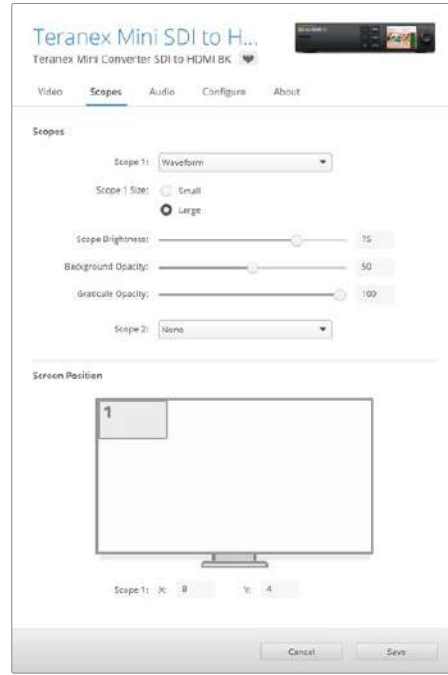 Teranex Mini SDI to H...
Teranex Mini Converter SDI to HDMI 8K
Video Scopes Audio Configure About
Scopes
Scope 1: Waveform
Scope 1 Size: Small
Large
Scope Brightness: 75
Background Opacity: 50
Graticule Opacity: 100
Scope 2: None
Screen Position
1
Scope 1: X: 8 Y: 4
Cancel Save